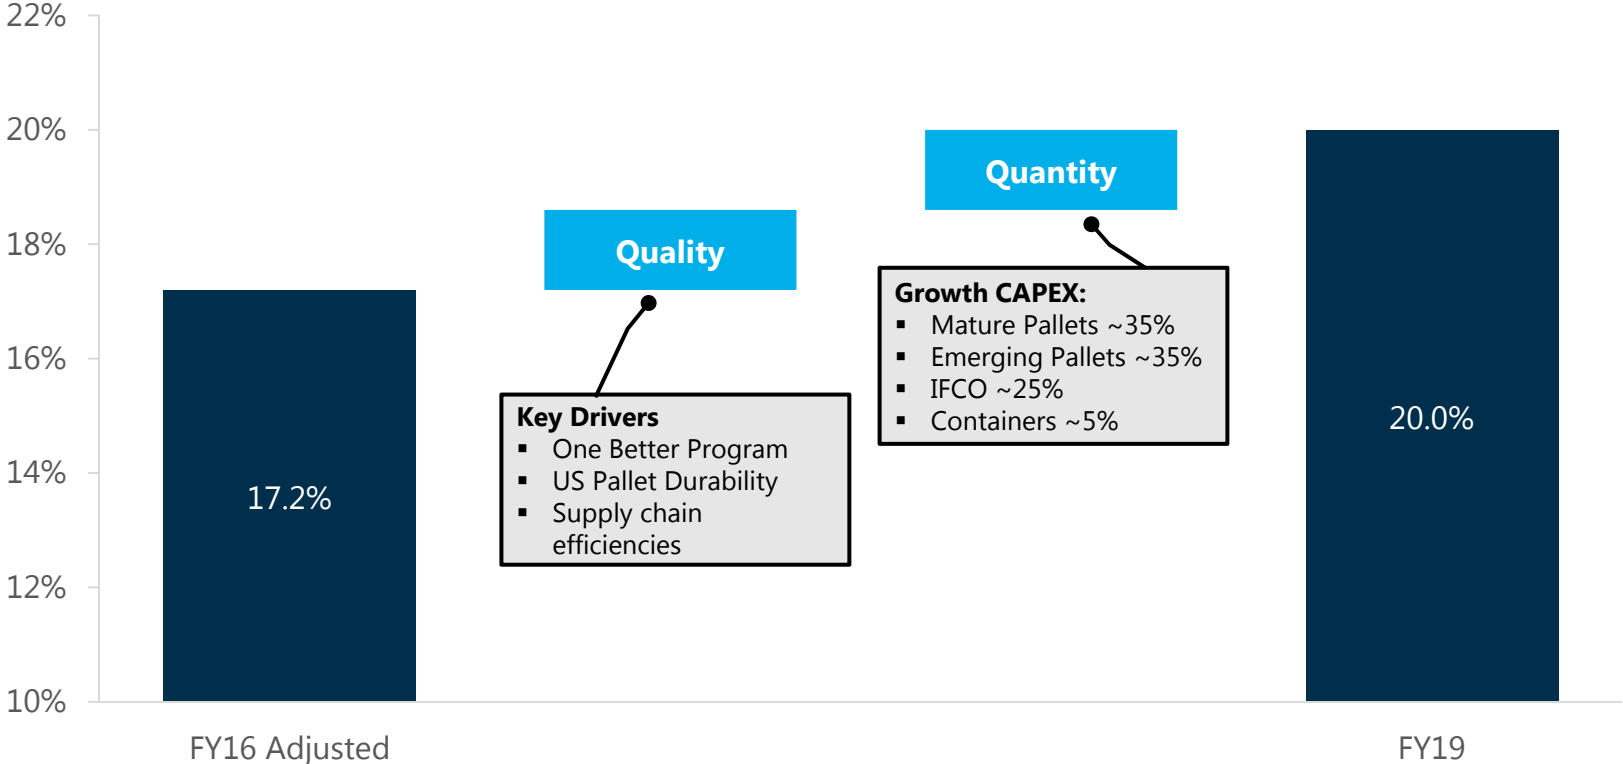 22%
20%
18%
16%
14%
12%
10%
17.2%
FY16 Adjusted
Quality
Key Drivers
▪ One Better Program
▪ US Pallet Durability
▪ Supply chain
efficiencies
Quantity
Growth CAPEX:
▪ Mature Pallets ~35%
▪ Emerging Pallets ~35%
▪ IFCO ~25%
▪ Containers ~5%
20.0%
FY19